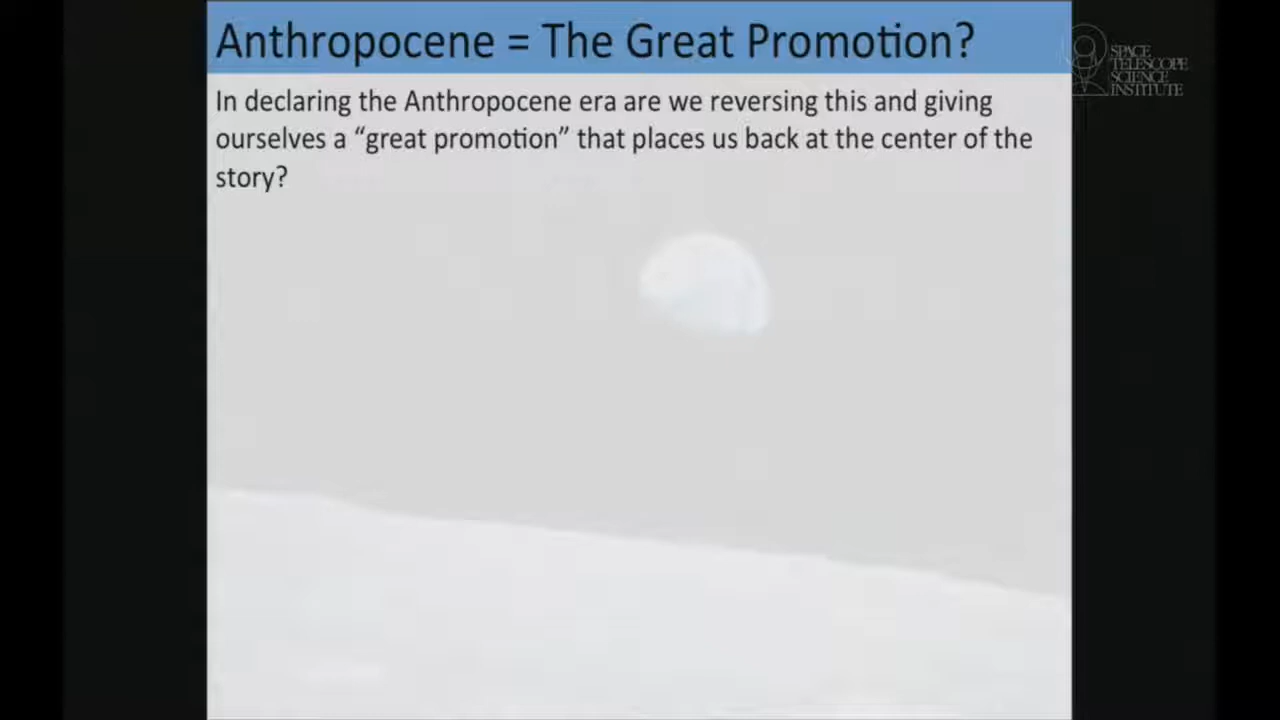 Anthropocene = The Great Promotion?
SPACE
TELESCOPE
SCIENCE
INSTITUTE
In declaring the Anthropocene era are we reversing this and giving
ourselves a “great promotion” that places us back at the center of the
story?